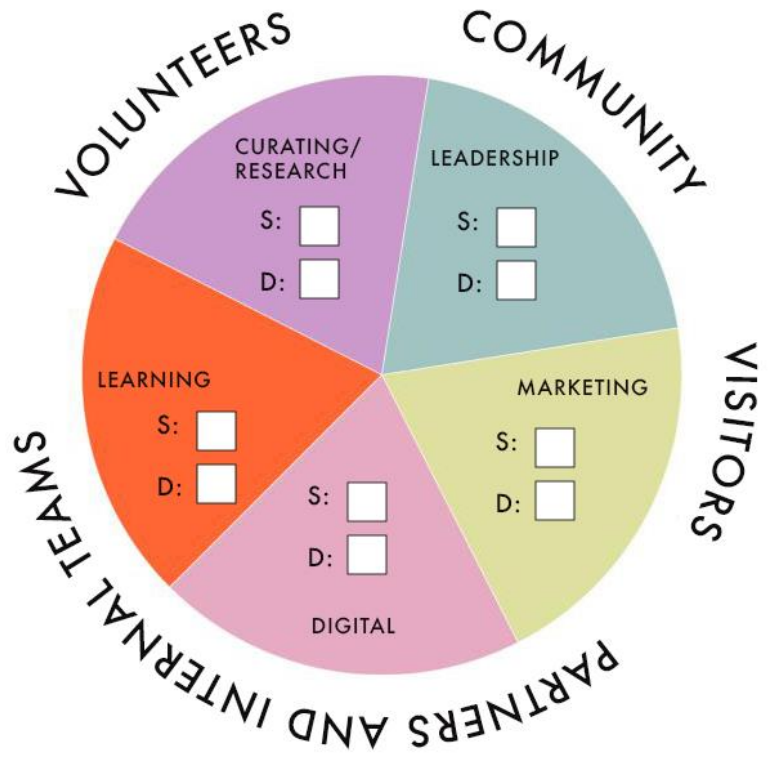 VOLUNTEERS
COMMUNITY
VISITORS
PARTNERS AND INTERNAL TEAMS
CURATING/
RESEARCH
S:
D:
LEADERSHIP
S:
D:
MARKETING
S:
D:
DIGITAL
S:
D:
LEARNING
S:
D: